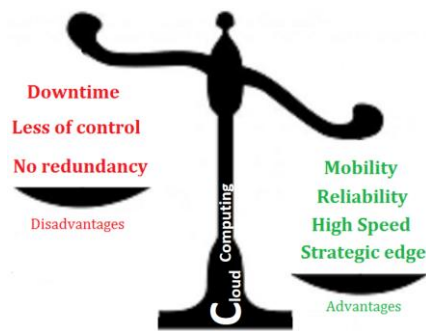 Downtime
Less of control
No redundancy
Disadvantages
Cloud Computing
Mobility
Reliability
High Speed
Strategic edge
Advantages